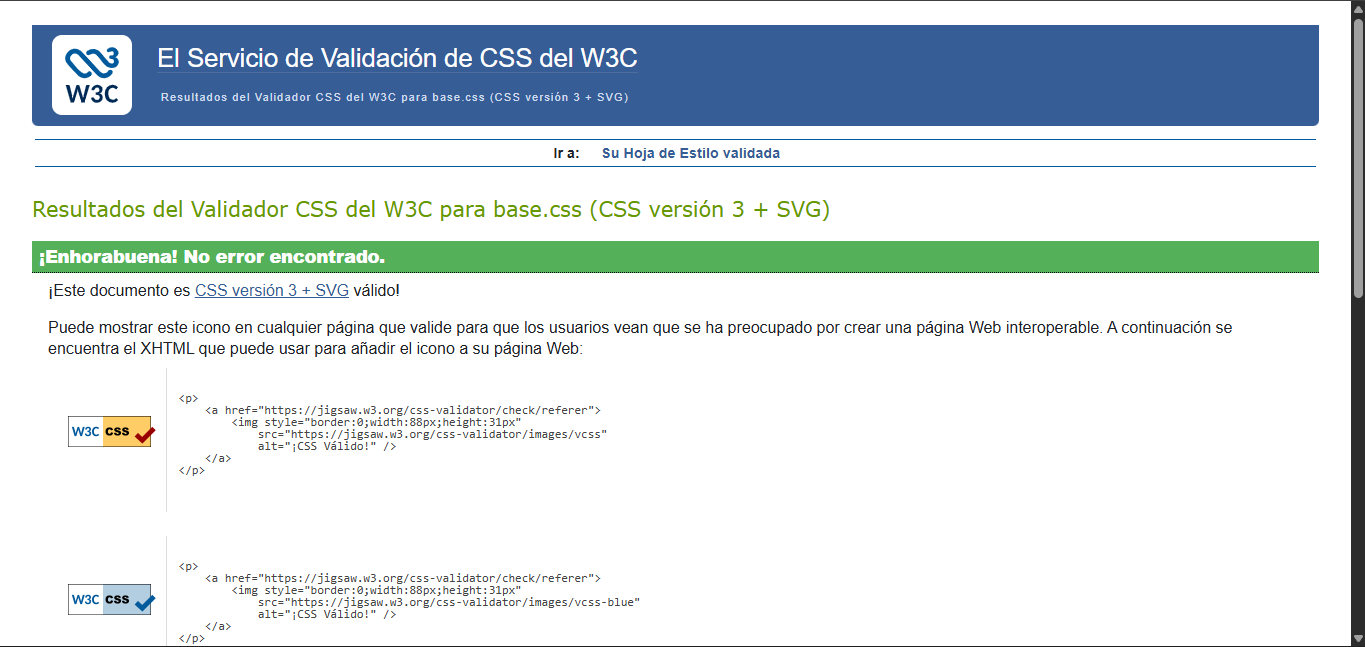 W3C
El Servicio de Validación de CSS del W3C
Resultados del Validador CSS del W3C para base.css (CSS versión 3 + SVG)
Ir a: Su Hoja de Estilo validada
Resultados del Validador CSS del W3C para base.css (CSS versión 3 + SVG)
¡Enhorabuena! No error encontrado.
¡Este documento es CSS versión 3 + SVG válido!
Puede mostrar este icono en cualquier página que valide para que los usuarios vean que se ha preocupado por crear una página Web interoperable. A continuación se
encuentra el XHTML que puede usar para añadir el icono a su página Web:
W3C css
<p>
<a href="https://jigsaw.w3.org/css-validator/check/referer">
<img style="border:0;width:88px;height:31px"
src="https://jigsaw.w3.org/css-validator/images/vcss"
alt="¡CSS Válido!" />
</a>
</p>
W3C css
<p>
<a href="https://jigsaw.w3.org/css-validator/check/referer">
<img style="border:0;width:88px;height:31px"
src="https://jigsaw.w3.org/css-validator/images/vcss-blue"
alt="¡CSS Válido!" />
</a>
</p>